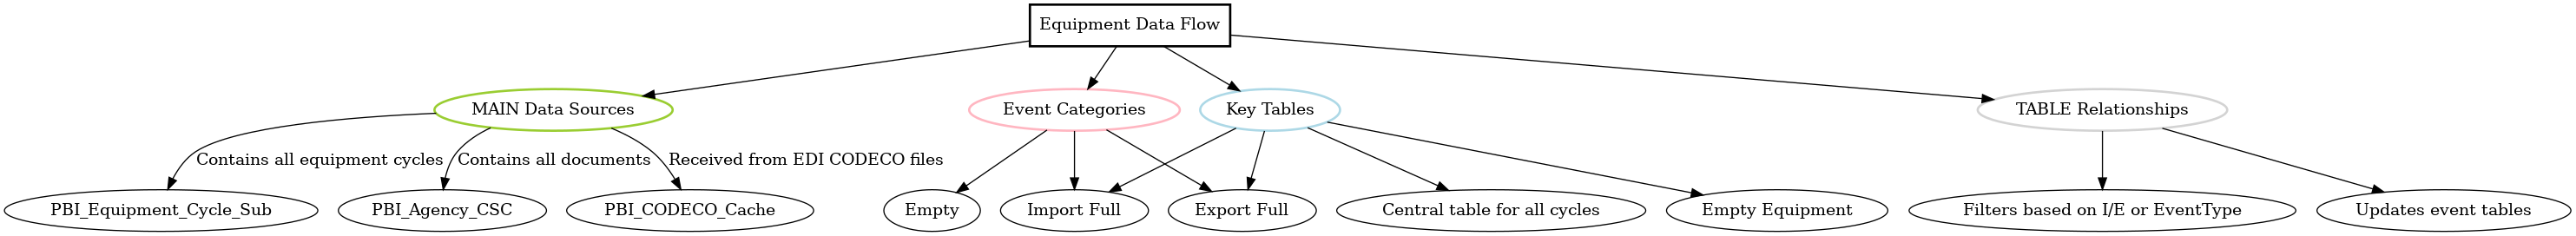 Equipment Data Flow
MAIN Data Sources
Event Categories
Key Tables
TABLE Relationships
Contains all equipment cycles
Contains all documents
Received from EDI CODECO files
PBI_Equipment_Cycle_Sub
PBI_Agency_CSC
PBI_CODECO_Cache
Empty
Import Full
Export Full
Central table for all cycles
Empty Equipment
Filters based on I/E or EventType
Updates event tables